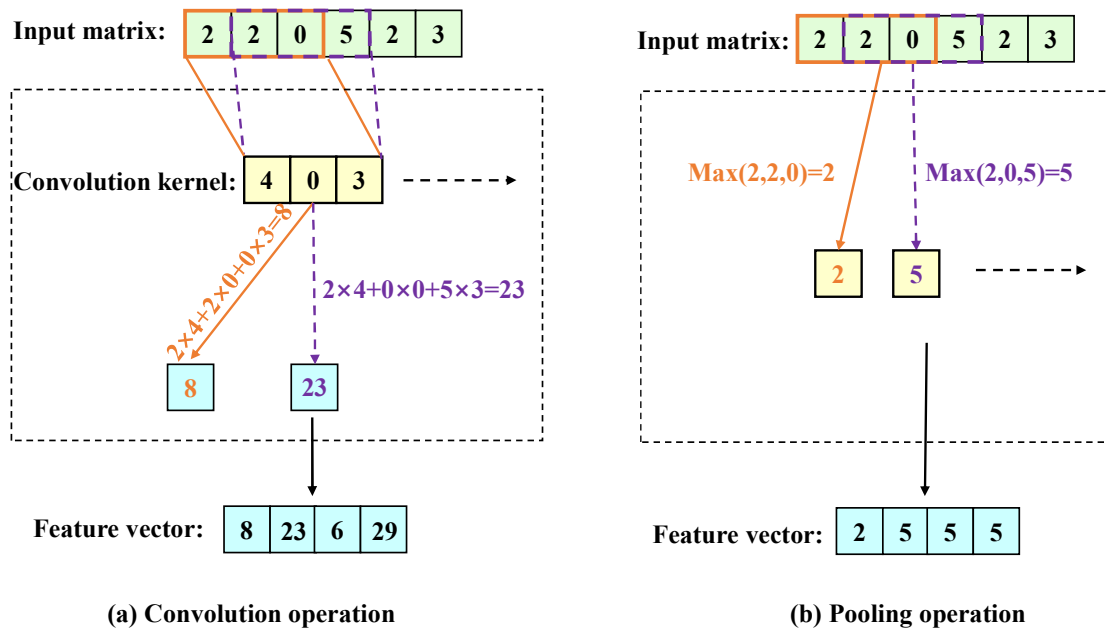 Input matrix: 2 2 0 5 2 3
Convolution kernel: 4 0 3
2×4+2×0+0×3=8
2×4+0×0+5×3=23
8 23
Feature vector: 8 23 6 29
(a) Convolution operation
Input matrix: 2 2 0 5 2 3
Max(2,2,0)=2 Max(2,0,5)=5
2 5
Feature vector: 2 5 5 5
(b) Pooling operation